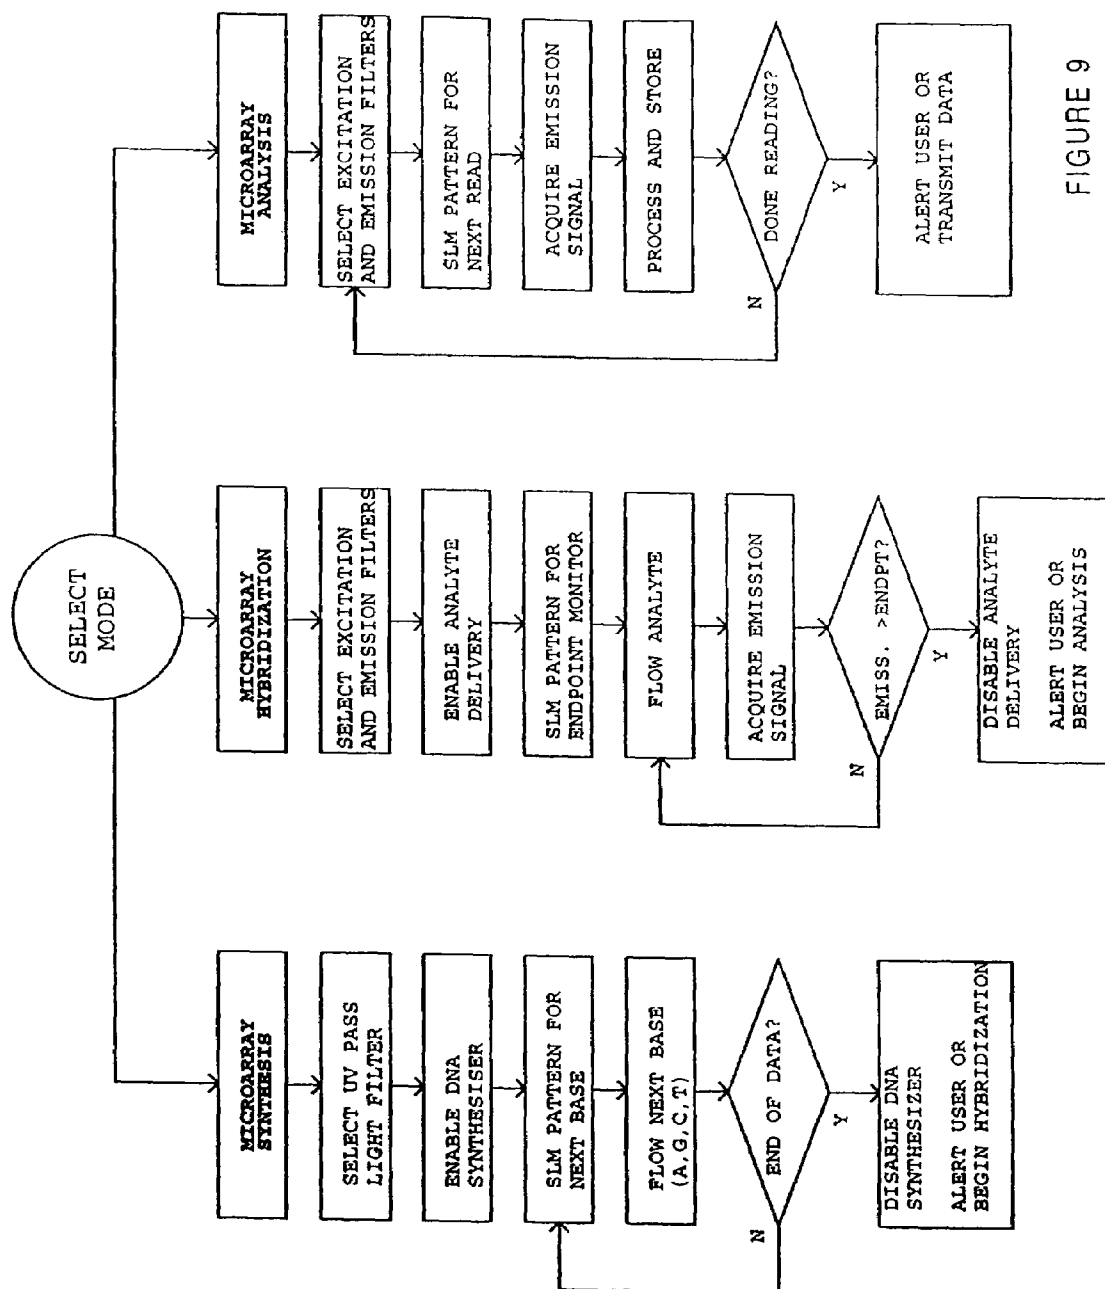 SELECT
MODE
MICROARRAY
SYNTHESIS
SELECT UV PASS
LIGHT FILTER
ENABLE DNA
SYNTHESISER
SLM PATTERN FOR
NEXT BASE
FLOW NEXT BASE
(A,G,C,T)
END OF DATA?
N
Y
DISABLE DNA
SYNTHESIZER
ALERT USER OR
BEGIN HYBRIDIZATION
MICROARRAY
HYBRIDIZATION
SELECT EXCITATION
AND EMISSION FILTERS
ENABLE ANALYTE
DELIVERY
SLM PATTERN FOR
ENDPOINT MONITOR
FLOW ANALYTE
ACQUIRE EMISSION
SIGNAL
EMISS. >ENDPT?
N
Y
DISABLE ANALYTE
DELIVERY
ALERT USER OR
BEGIN ANALYSIS
MICROARRAY
ANALYSIS
SELECT EXCITATION
AND EMISSION FILTERS
SLM PATTERN FOR
NEXT READ
ACQUIRE EMISSION
SIGNAL
PROCESS AND STORE
DONE READING?
N
Y
ALERT USER OR
TRANSMIT DATA
FIGURE 9